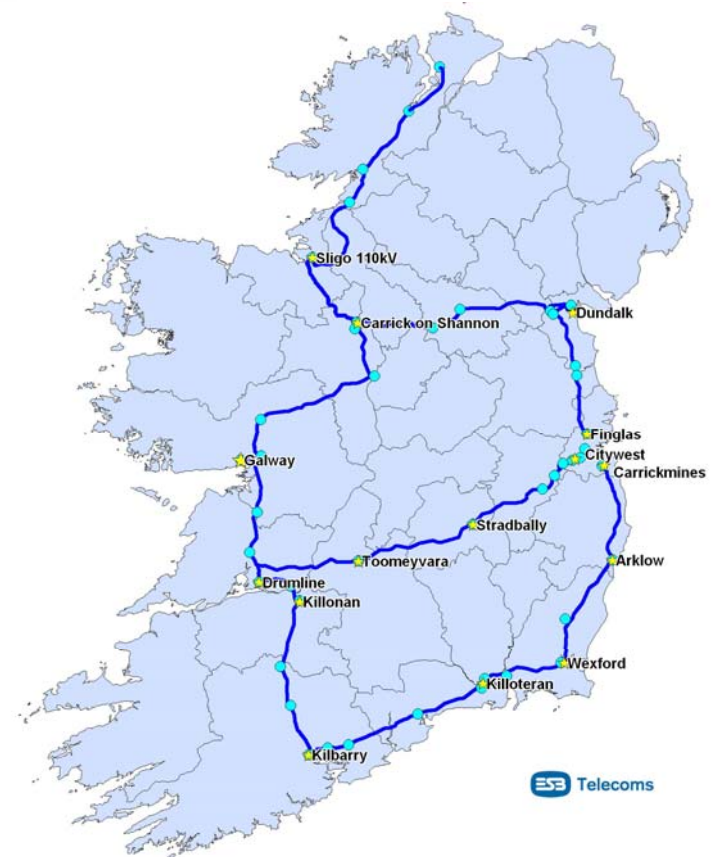 Sligo 110kV
Carrick on Shannon
Dundalk
Finglas
Citywest
Galway
Carrickmines
Stradbally
Toomeyvara
Arklow
Drumline
Killonan
Wexford
Killoteran
Kilbarry
ESB Telecoms